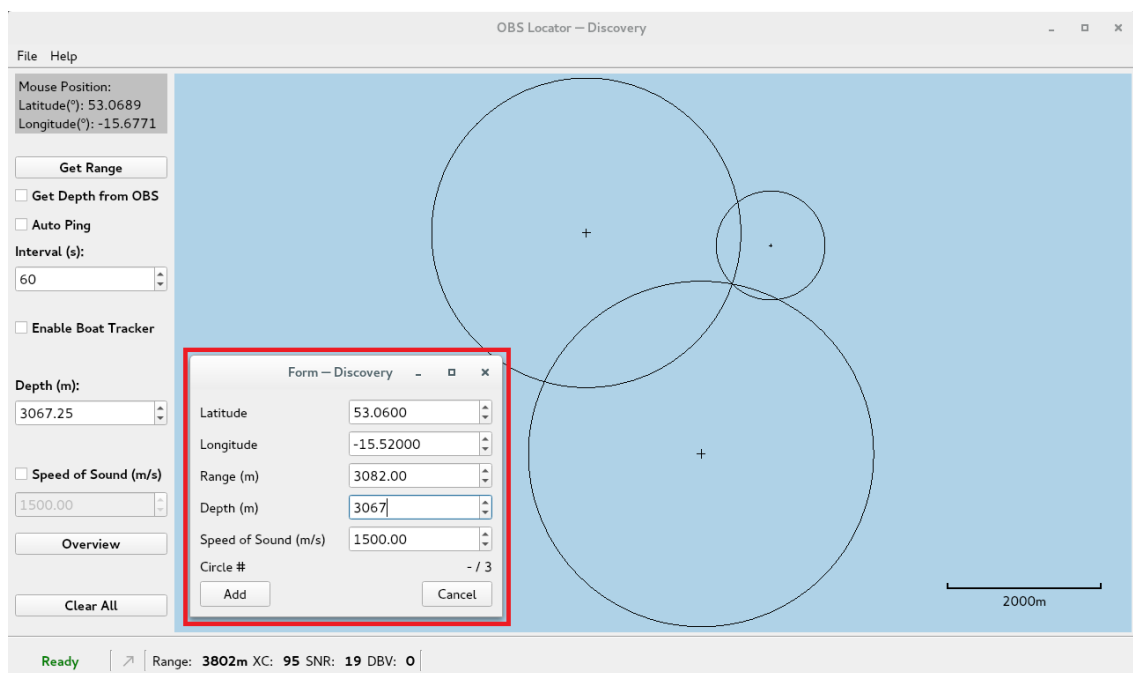 OBS Locator — Discovery
File Help
Mouse Position:
Latitude(°): 53.0689
Longitude(°): -15.6771
Get Range
Get Depth from OBS
Auto Ping
Interval (s):
60
Enable Boat Tracker
Depth (m):
3067.25
Speed of Sound (m/s)
1500.00
Overview
Clear All
Form — Discovery
Latitude 53.0600
Longitude -15.52000
Range (m) 3082.00
Depth (m) 3067
Speed of Sound (m/s) 1500.00
Circle # - / 3
Add Cancel
2000m
Ready Range: 3802m XC: 95 SNR: 19 DBV: 0